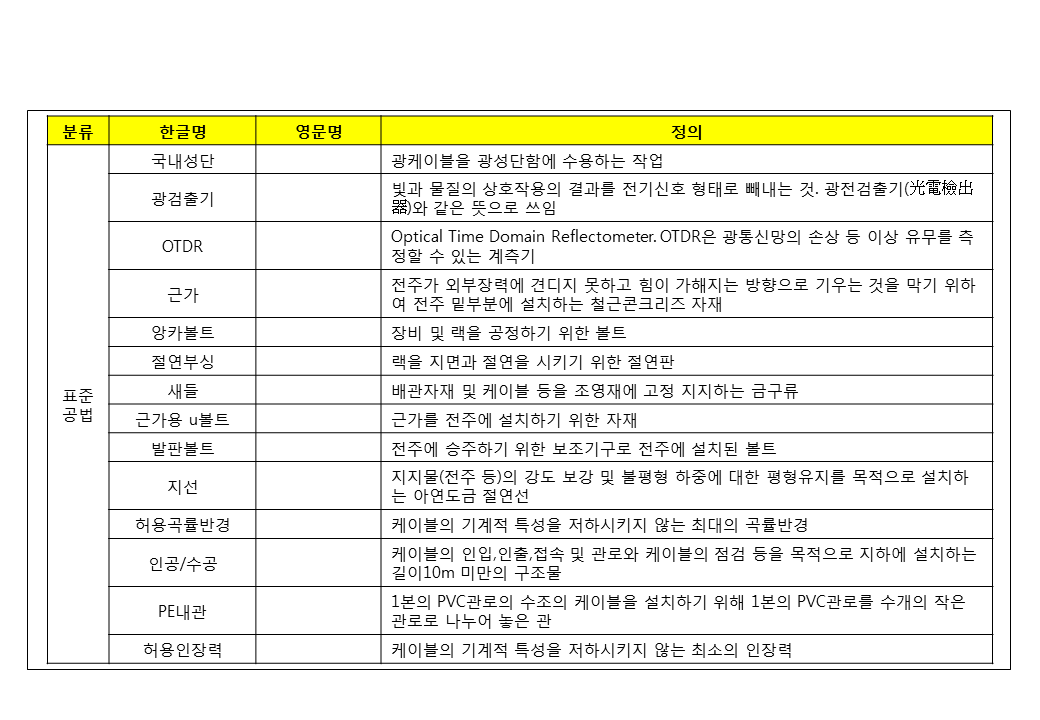 분류 한글명 영문명 정의
표준
공법
국내성단 광케이블을 광성단함에 수용하는 작업
광검출기 빛과 물질의 상호작용의 결과를 전기신호 형태로 빼내는 것. 광전검출기(光電檢出
器)와 같은 뜻으로 쓰임
OTDR Optical Time Domain Reflectometer. OTDR은 광통신망의 손상 등 이상 유무를 측
정할 수 있는 계측기
근가 전주가 외부장력에 견디지 못하고 힘이 가해지는 방향으로 기우는 것을 막기 위하
여 전주 밑부분에 설치하는 철근콘크리즈 자재
앙카볼트 장비 및 랙을 공정하기 위한 볼트
절연부싱 랙을 지면과 절연을 시키기 위한 절연판
새들 배관자재 및 케이블 등을 조영재에 고정 지지하는 금구류
근가용 u볼트 근가를 전주에 설치하기 위한 자재
발판볼트 전주에 승주하기 위한 보조기구로 전주에 설치된 볼트
지선 지지물(전주 등)의 강도 보강 및 불평형 하중에 대한 평형유지를 목적으로 설치하
는 아연도금 절연선
허용곡률반경 케이블의 기계적 특성을 저하시키지 않는 최대의 곡률반경
인공/수공 케이블의 인입,인출,접속 및 관로와 케이블의 점검 등을 목적으로 지하에 설치하는
길이10m 미만의 구조물
PE내관 1본의 PVC관로의 수조의 케이블을 설치하기 위해 1본의 PVC관로를 수개의 작은
관로로 나누어 놓은 관
허용인장력 케이블의 기계적 특성을 저하시키지 않는 최소의 인장력